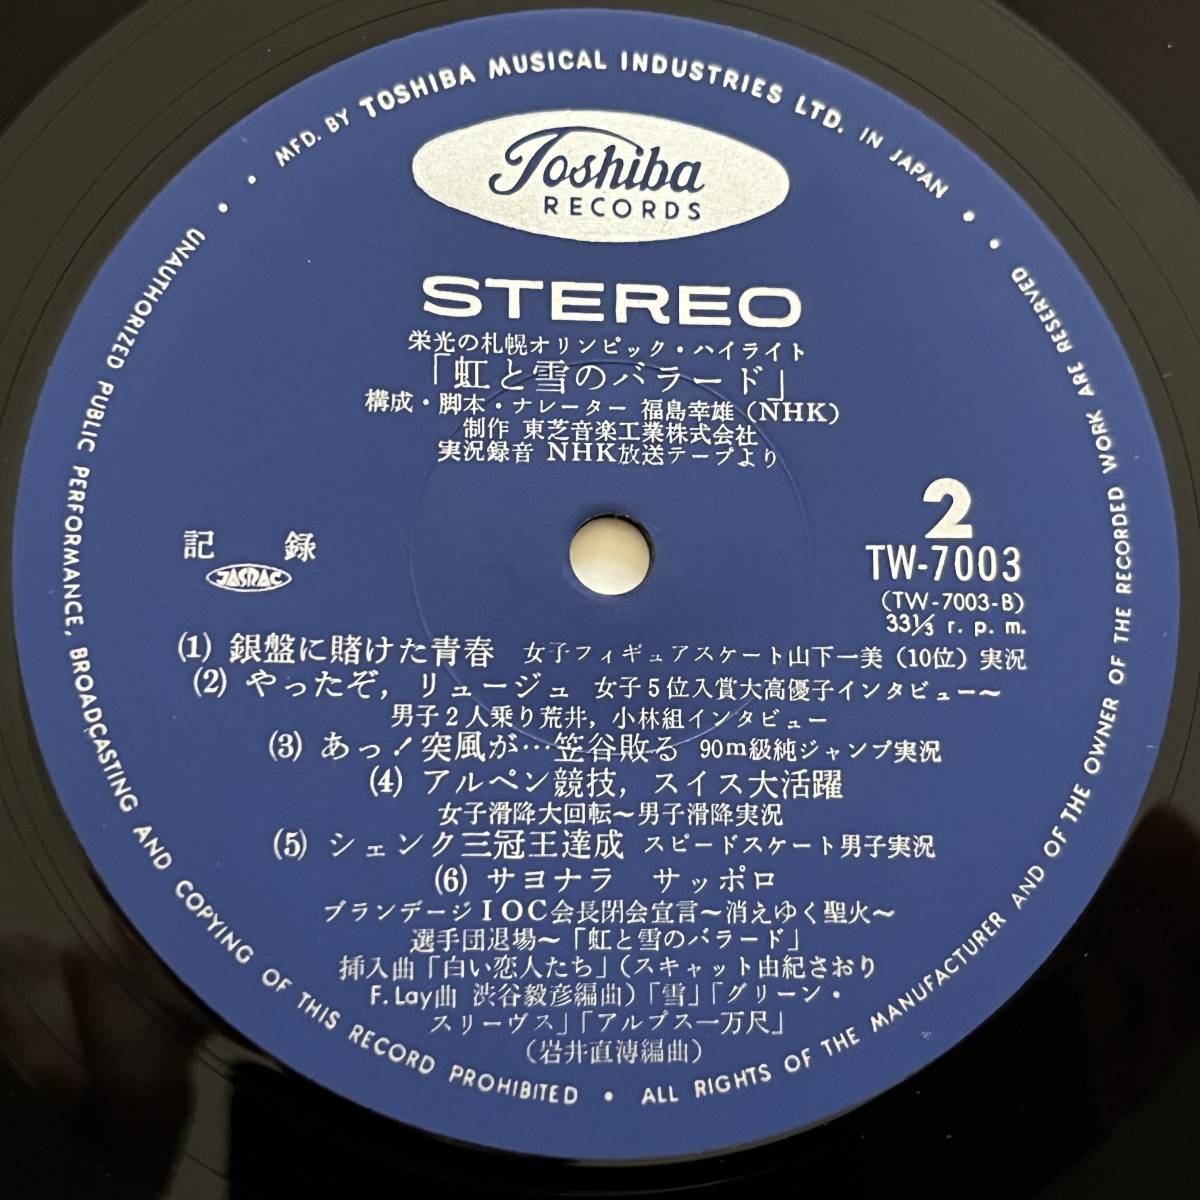 MFD. BY TOSHIBA MUSICAL INDUSTRIES LTD. IN JAPAN
Toshiba
RECORDS
STEREO
栄光の札幌オリンピック・ハイライト
「虹と雪のバラード」
構成・脚本・ナレーター 福島幸雄(NHK)
制作 東芝音楽工業株式会社
実況録音 NHK放送テープより
2
記 録
TW-7003
JASRAC
(TW-7003-B)
33⅓ r. p. m.
(1) 銀盤に賭けた青春 女子フィギュアスケート山下一美(10位)実況
(2) やったぞ, リュージュ 女子5位入賞大高優子インタビュー〜
男子2人乗り荒井, 小林組インタビュー
(3) あっ!突風が…笠谷敗る 90m級純ジャンプ実況
(4) アルペン競技, スイス大活躍
女子滑降大回転〜男子滑降実況
(5) シェンク三冠王達成 スピードスケート男子実況
(6) サヨナラ サッポロ
ブランデージIOC会長閉会宣言〜消えゆく聖火〜
選手団退場〜「虹と雪のバラード」
挿入曲「白い恋人たち」(スキャット由紀さおり
F.Lay曲 渋谷毅彦編曲)「雪」「グリーン・
スリーヴス」「アルプス一万尺」
(岩井直溥編曲)
UNAUTHORIZED PUBLIC PERFORMANCE, BROADCASTING AND COPYING OF THIS RECORD PROHIBITED • ALL RIGHTS OF THE MANUFACTURER AND OF THE OWNER OF THE RECORDED WORK ARE RESERVED